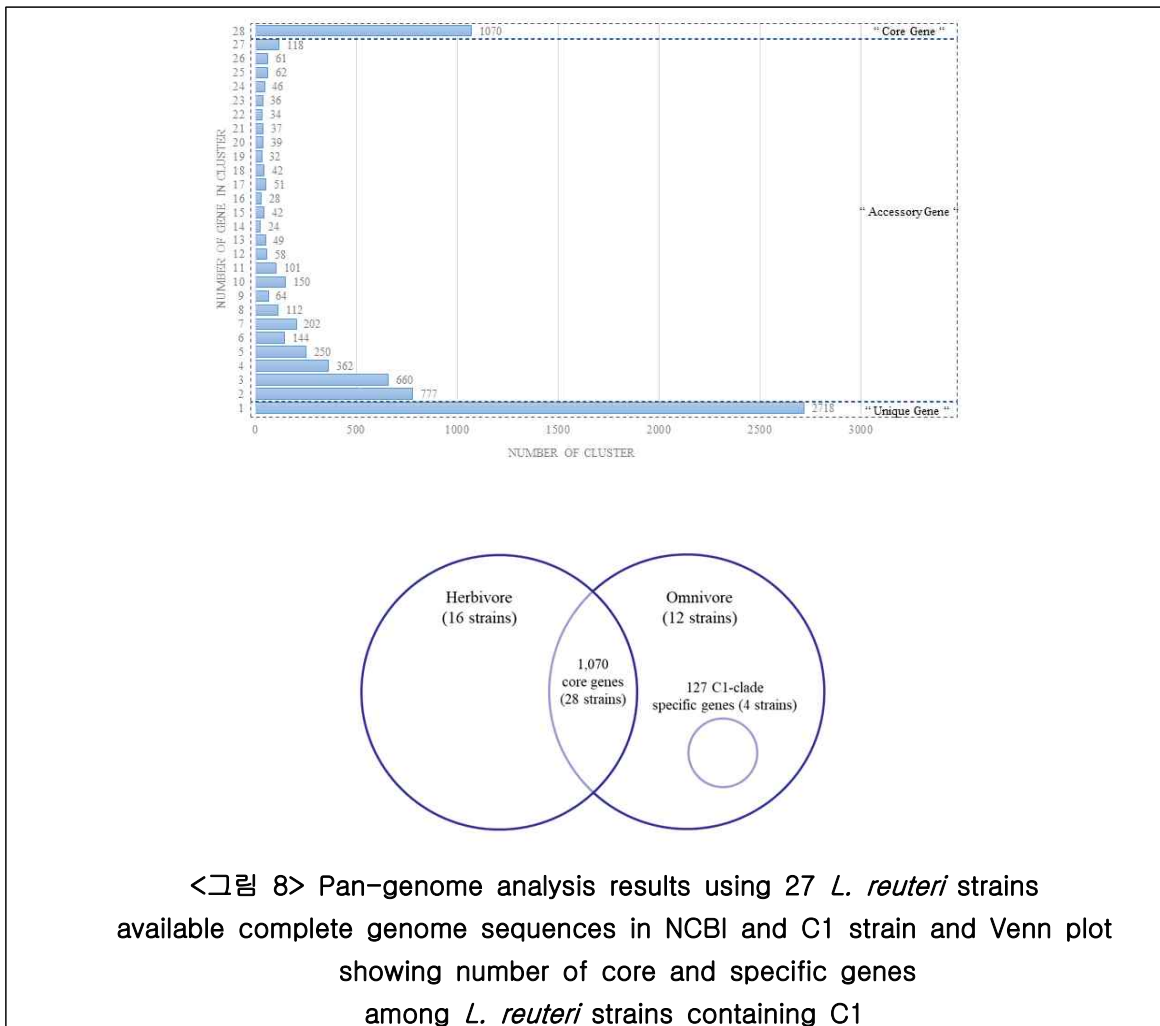 28 1070 “ Core Gene “
27 118
26 61
25 62
24 46
23 36
22 34
21 37
20 39
19 32
18 42
17 51
16 28
15 42 “ Accessory Gene “
14 24
13 49
12 58
11 101
10 150
9 64
8 112
7 202
6 144
5 250
4 362
3 660
2 777
1 2718 “ Unique Gene “
NUMBER OF GENE IN CLUSTER
0 500 1000 1500 2000 2500 3000
NUMBER OF CLUSTER
Herbivore
(16 strains)
Omnivore
(12 strains)
1,070
core genes
(28 strains)
127 C1-clade
specific genes (4 strains)
<그림 8> Pan-genome analysis results using 27 L. reuteri strains
available complete genome sequences in NCBI and C1 strain and Venn plot
showing number of core and specific genes
among L. reuteri strains containing C1